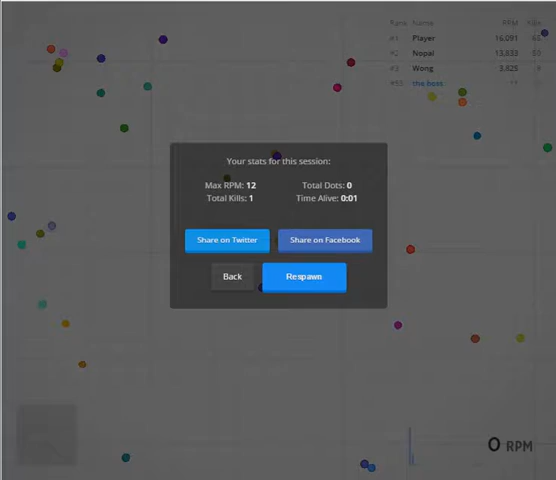 Rank Name RPM Kills
#1 Player 16,091
#2 Nopal 13,833
#3 Wong 3,825
the beat
Your stats for this session:
Max RPM: 12 Total Dots: 0
Total Kills: 1 Time Alive: 0:01
Share on Twitter Share on Facebook
Back Respawn
0 RPM